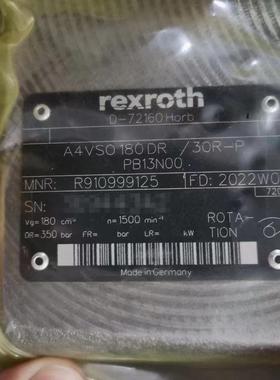 rexroth
D-72160 Horb
A4VSO 180 DR /30R-P
PB13N00
MNR: R910999125 FD: 2022W0
SN:
720
Vg=180 cm³ n=1500 min⁻¹ ROTA-
TION
DR=350 bar FR= bar LR= kW
Made in Germany